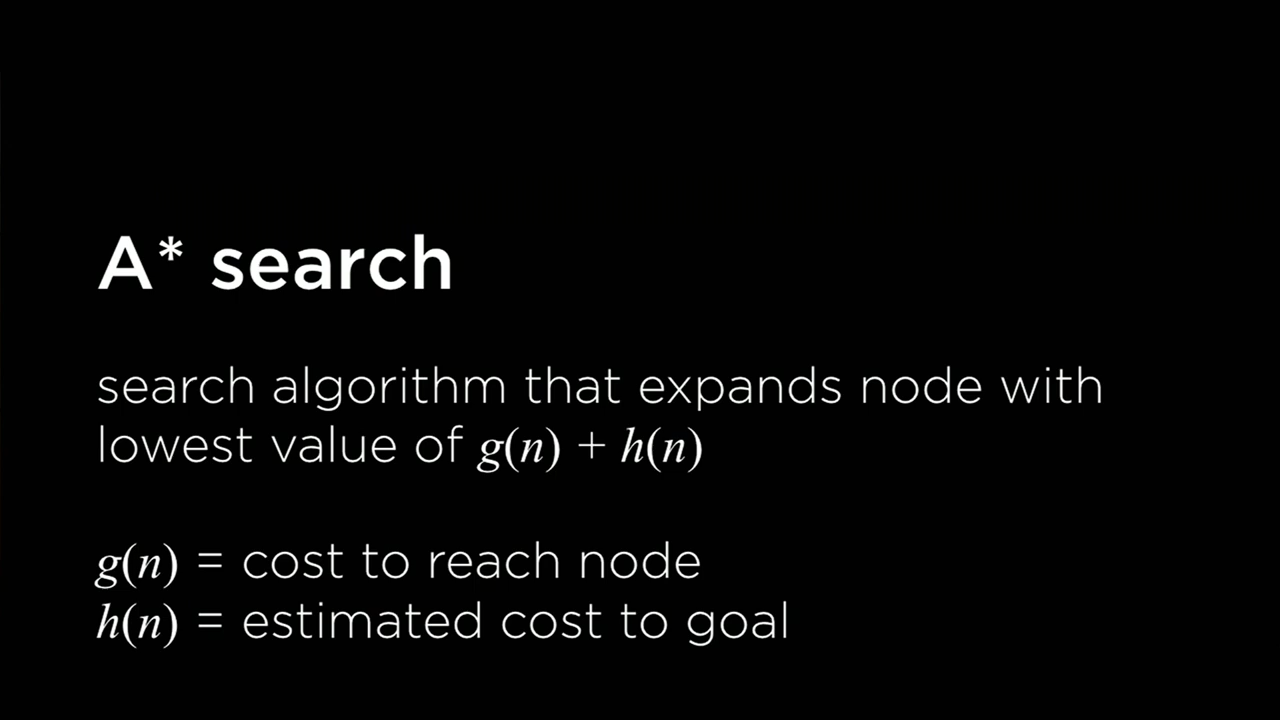 A* search
search algorithm that expands node with
lowest value of g(n) + h(n)
g(n) = cost to reach node
h(n) = estimated cost to goal